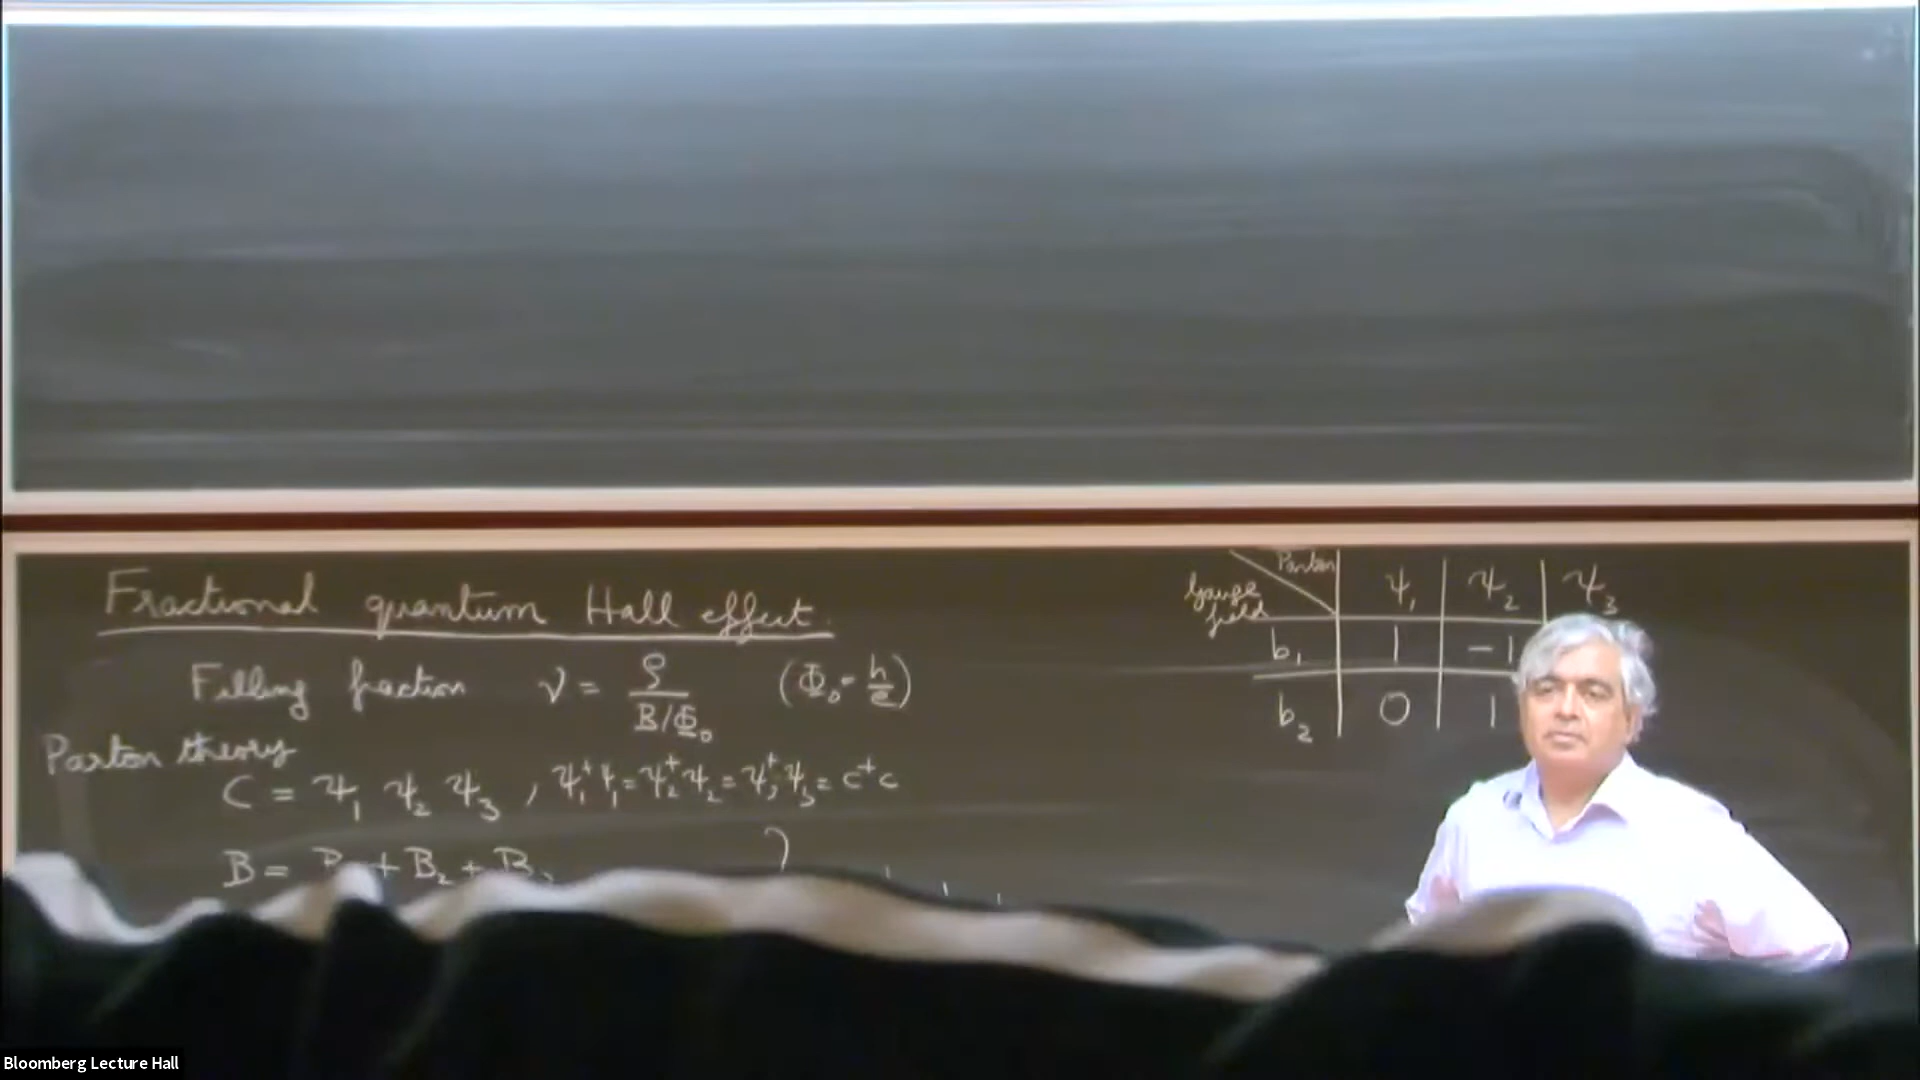 Fractional quantum Hall effect.
Filling fraction ν = ρ / (B/Φ₀) (Φ₀ = h/e)
Parton theory
C = ψ₁ ψ₂ ψ₃ , ψ₁⁺ψ₁ = ψ₂⁺ψ₂ = ψ₃⁺ψ₃ = c⁺c
B = B₁ + B₂ + B₃
Parton ψ₁ ψ₂ ψ₃
Gauge field
b₁ 1 -1
b₂ 0 1
Bloomberg Lecture Hall